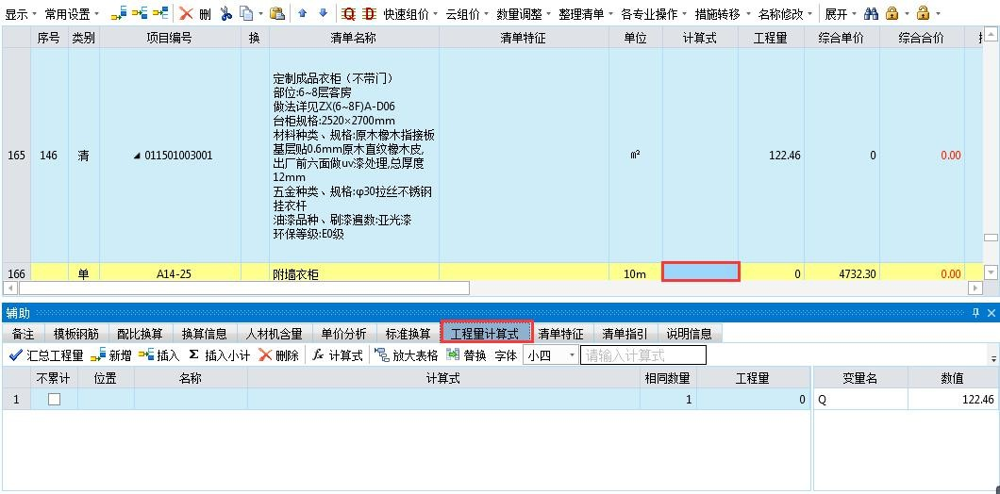 显示 常用设置 删 Q D 快速组价 云组价 数量调整 整理清单 各专业操作 措施转移 名称修改 展开
序号 类别 项目编号 换 清单名称 清单特征 单位 计算式 工程量 综合单价 综合合价
165 146 清 011501003001 m² 122.46 0 0.00
定制成品衣柜（不带门）
部位:6~8层客房
做法详见ZX(6~8F)A-D06
台柜规格:2520×2700mm
材料种类、规格:原木橡木指接板
基层贴0.6mm原木直纹橡木皮,
出厂前六面做uv漆处理,总厚度
12mm
五金种类、规格:φ30拉丝不锈钢
挂衣杆
油漆品种、刷漆遍数:亚光漆
环保等级:E0级
166 单 A14-25 附墙衣柜 10m 0 4732.30 0.00
辅助
备注 模板钢筋 配比换算 换算信息 人材机含量 单价分析 标准换算 工程量计算式 清单特征 清单指引 说明信息
汇总工程量 新增 插入 Σ 插入小计 删除 fx 计算式 放大表格 替换 字体 小四 请输入计算式
不累计 位置 名称 计算式 相同数量 工程量 变量名 数值
1 1 0 Q 122.46